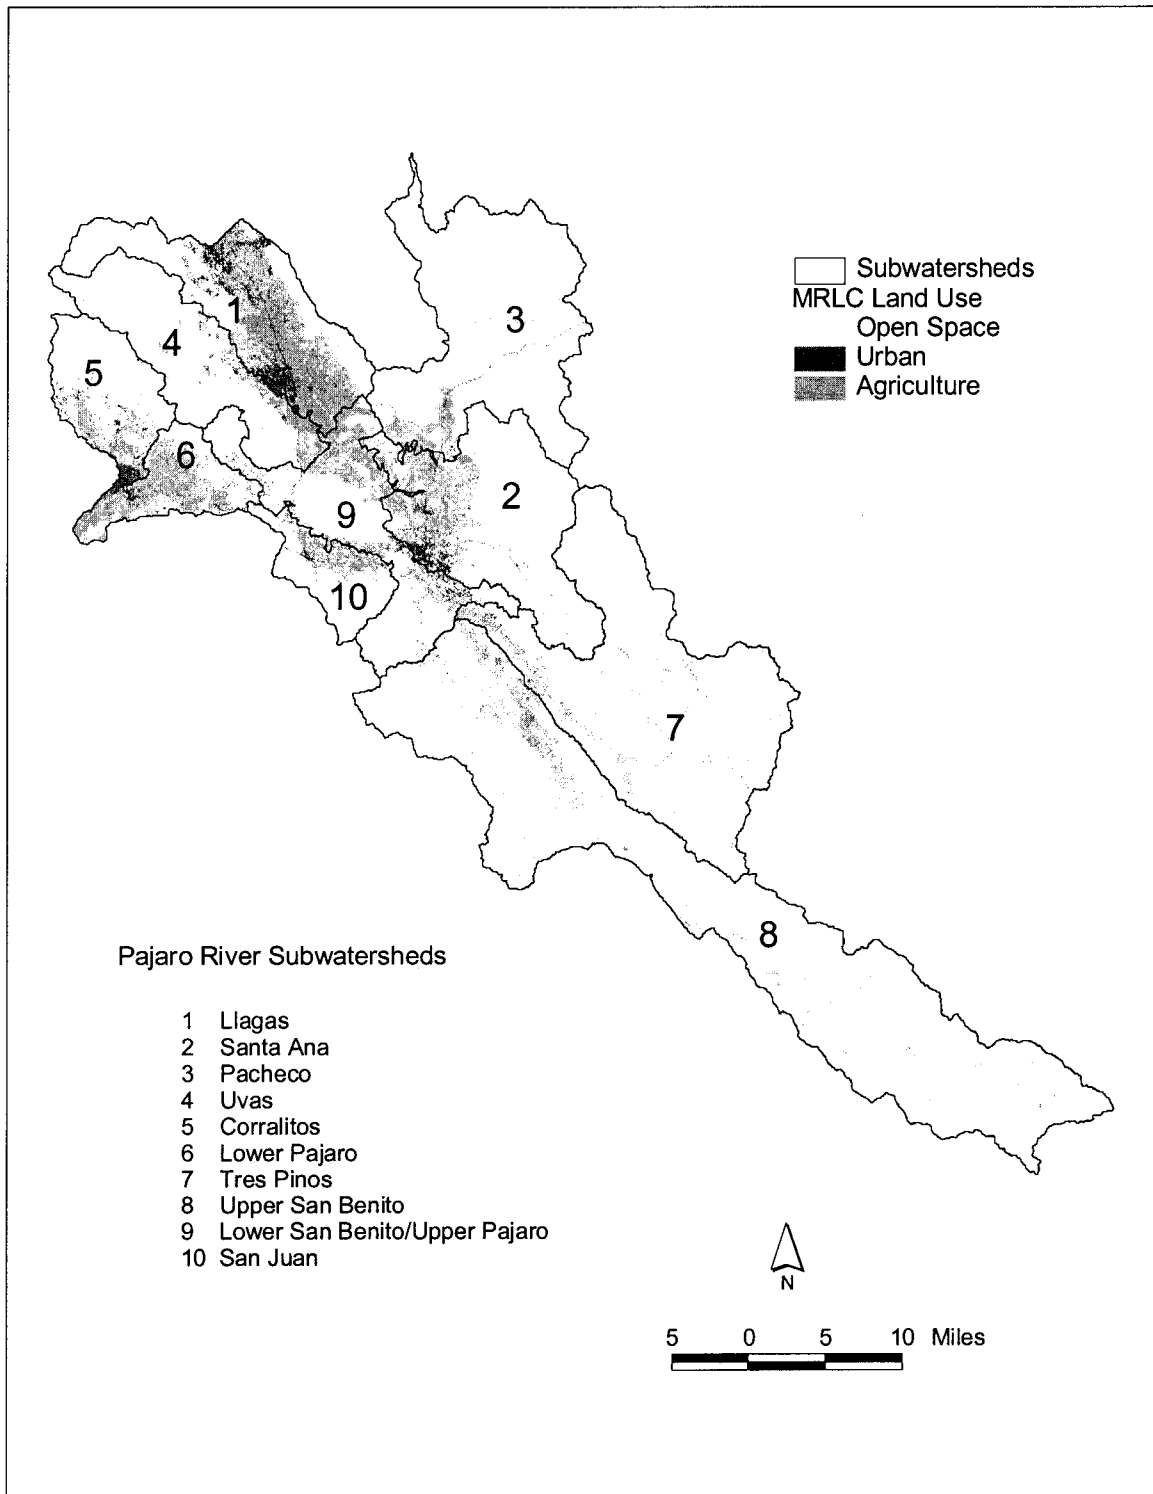 Subwatersheds
MRLC Land Use
Open Space
Urban
Agriculture
1
3
4
5
6
2
9
10
7
8
Pajaro River Subwatersheds
1 Llagas
2 Santa Ana
3 Pacheco
4 Uvas
5 Corralitos
6 Lower Pajaro
7 Tres Pinos
8 Upper San Benito
9 Lower San Benito/Upper Pajaro
10 San Juan
N
5 0 5 10 Miles